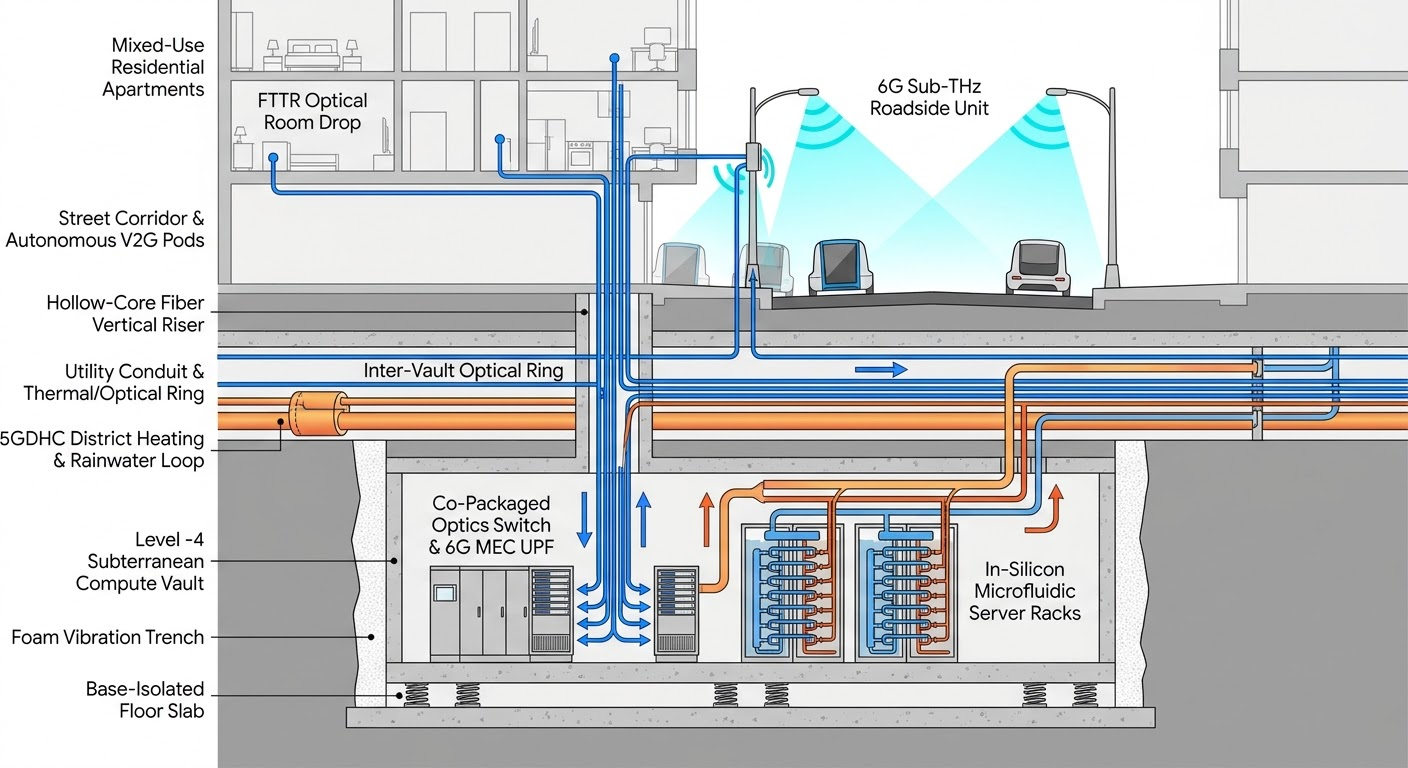 Mixed-Use
Residential
Apartments
FTTR Optical
Room Drop
6G Sub-THz
Roadside Unit
Street Corridor &
Autonomous V2G Pods
Hollow-Core Fiber
Vertical Riser
Utility Conduit &
Thermal/Optical Ring
Inter-Vault Optical Ring
5GDHC District Heating
& Rainwater Loop
Co-Packaged
Optics Switch
& 6G MEC UPF
Level -4
Subterranean
Compute Vault
In-Silicon
Microfluidic
Server Racks
Foam Vibration Trench
Base-Isolated
Floor Slab